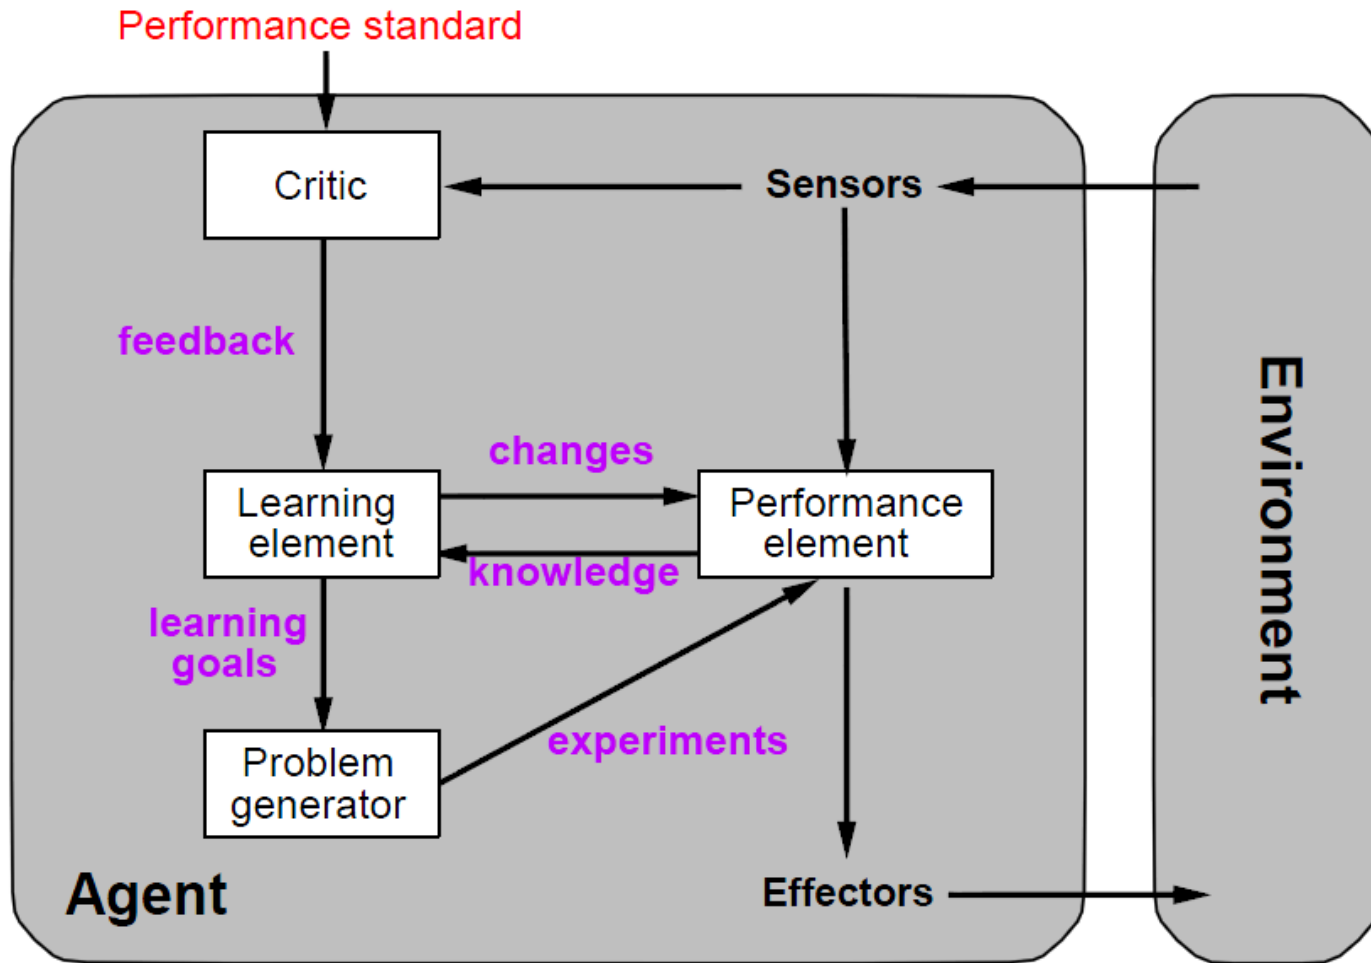 Performance standard
Critic
Sensors
feedback
changes
Learning
element
Performance
element
knowledge
learning
goals
experiments
Problem
generator
Agent
Effectors
Environment